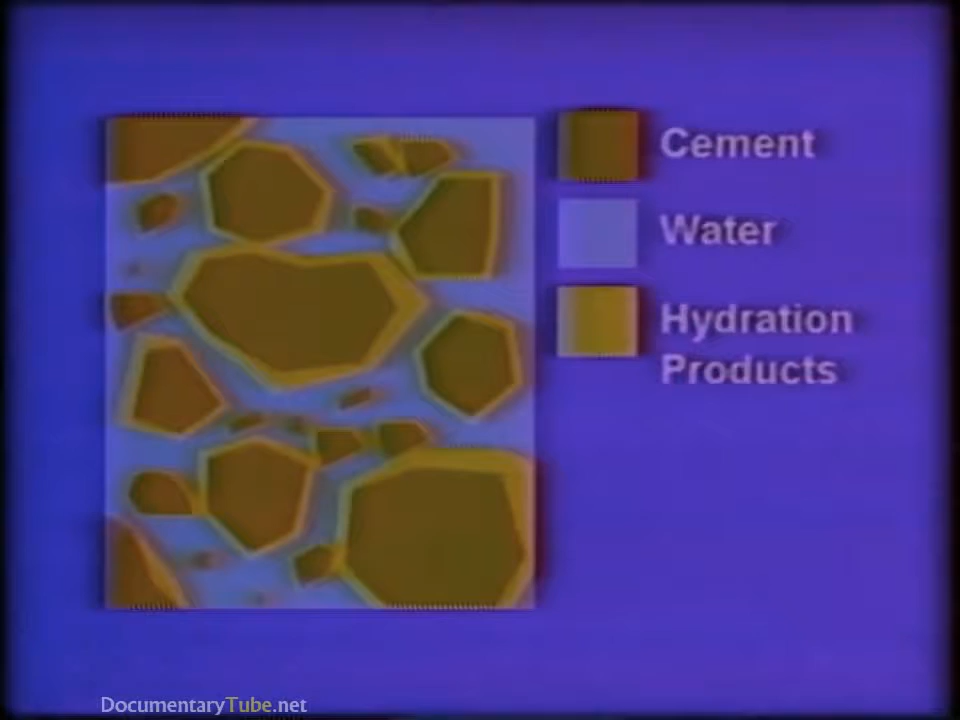 Cement
Water
Hydration
Products
DocumentaryTube.net